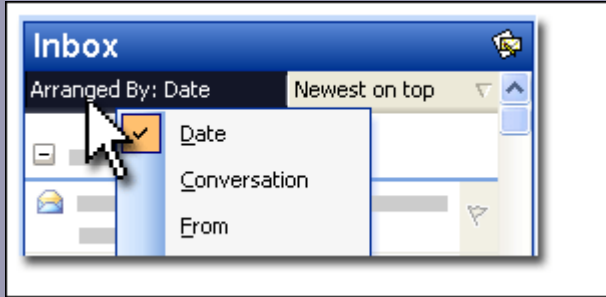 Inbox
Arranged By: Date Newest on top
Date
Conversation
From